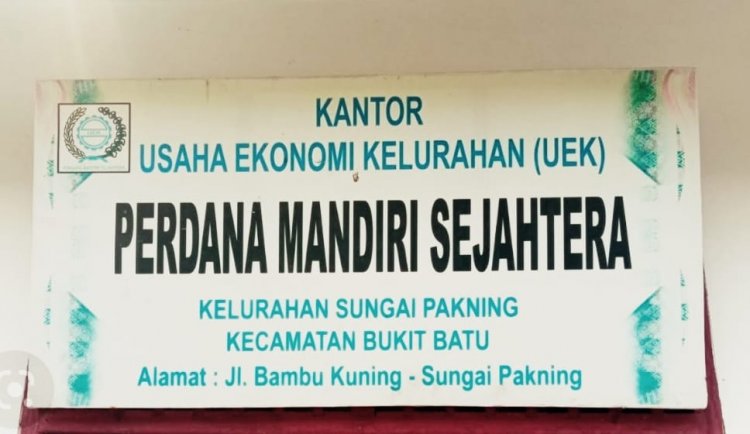 KANTOR
USAHA EKONOMI KELURAHAN (UEK)
PERDANA MANDIRI SEJAHTERA
KELURAHAN SUNGAI PAKNING
KECAMATAN BUKIT BATU
Alamat : Jl. Bambu Kuning - Sungai Pakning